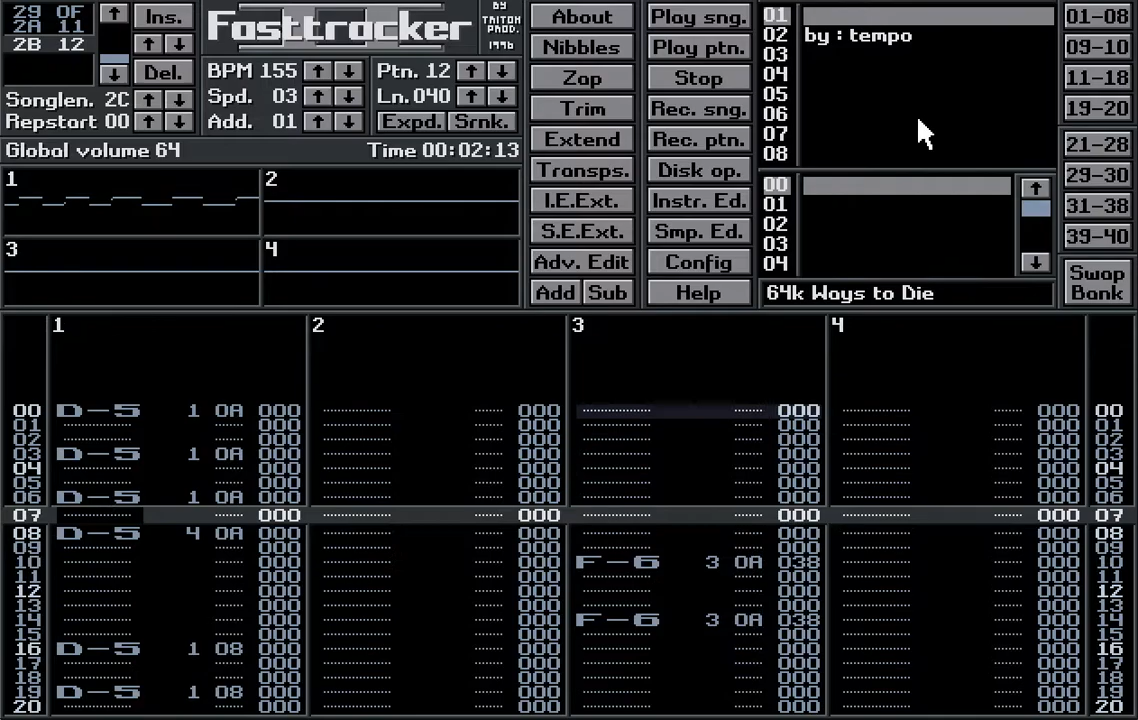 29 0F
2A 11
2B 12
Ins.
Del.
Songlen. 2C
Repstart 00
Fasttracker
BY TRITON PROD. 1996
BPM 155
Spd. 03
Add. 01
Ptn. 12
Ln. 040
Expd. Srnk.
Global volume 64 Time 00:02:13
1 2
3 4
About
Nibbles
Zap
Trim
Extend
Transps.
I.E.Ext.
S.E.Ext.
Adv. Edit
Add Sub
Play sng.
Play ptn.
Stop
Rec. sng.
Rec. ptn.
Disk op.
Instr. Ed.
Smp. Ed.
Config
Help
01
02 by : tempo
03
04
05
06
07
08
00
01
02
03
04
64k Ways to Die
01-08
09-10
11-18
19-20
21-28
29-30
31-38
39-40
Swap
Bank
1 2 3 4
00 D-5 1 0A 000 000 000 000 00
01 000 000 000 000 01
02 000 000 000 000 02
03 D-5 1 0A 000 000 000 000 03
04 000 000 000 000 04
05 000 000 000 000 05
06 D-5 1 0A 000 000 000 000 06
07 000 000 000 000 07
08 D-5 4 0A 000 000 000 000 08
09 000 000 000 000 09
10 000 000 F-6 3 0A 038 000 10
11 000 000 000 000 11
12 000 000 000 000 12
13 000 000 000 000 13
14 000 000 F-6 3 0A 038 000 14
15 000 000 000 000 15
16 D-5 1 08 000 000 000 000 16
17 000 000 000 000 17
18 000 000 000 000 18
19 D-5 1 08 000 000 000 000 19
20 000 000 000 000 20